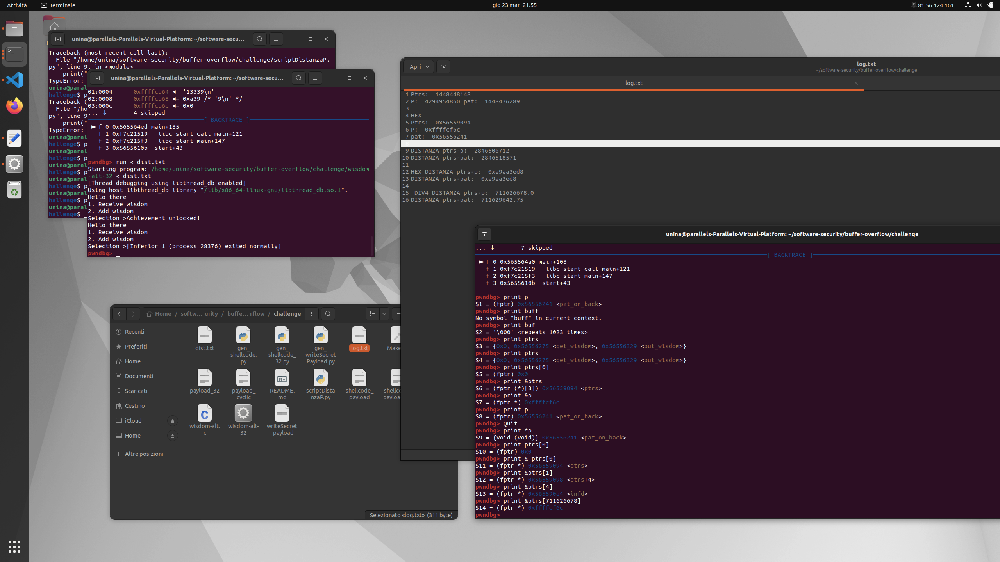 Attività
Terminale
gio 23 mar 21:55
81.56.124.161
unina@parallels-Parallels-Virtual-Platform: ~/software-secu...
Traceback (most recent call last):
File "/home/unina/software-security/buffer-overflow/challenge/scriptDistanzaP.
py", line 9, in <module>
print("
TypeError:
unina@paral
hallenge$ p
Traceback (
File "/ho
py", line 9
print("
TypeError:
unina@paral
hallenge$ p
unina@paral
hallenge$ p
unina@paral
hallenge$ p
unina@paral
hallenge$ p
unina@paral
hallenge$ p
unina@paral
hallenge$
unina@parallels-Parallels-Virtual-Platform: ~/software-secu...
01:0004│ 0xffffcb64 ◂— '13339\n'
02:0008│ 0xffffcb68 ◂— 0xa39 /* '9\n' */
03:000c│ 0xffffcb6c ◂— 0x0
... ↓ 4 skipped
[ BACKTRACE ]
► f 0 0x565564ed main+185
f 1 0xf7c21519 __libc_start_call_main+121
f 2 0xf7c215f3 __libc_start_main+147
f 3 0x5655610b _start+43
pwndbg> run < dist.txt
Starting program: /home/unina/software-security/buffer-overflow/challenge/wisdom
-alt-32 < dist.txt
[Thread debugging using libthread_db enabled]
Using host libthread_db library "/lib/x86_64-linux-gnu/libthread_db.so.1".
Hello there
1. Receive wisdom
2. Add wisdom
Selection >Achievement unlocked!
Hello there
1. Receive wisdom
2. Add wisdom
Selection >[Inferior 1 (process 28376) exited normally]
pwndbg>
Apri
log.txt
~/software-security/buffer-overflow/challenge
log.txt
1 Ptrs:  1448448148
2 P:  4294954860 pat:  1448436289
3
4 HEX
5 Ptrs:  0x56559094
6 P:  0xffffcf6c
7 pat:  0x56556241
8
9 DISTANZA ptrs-p:  2846506712
10 DISTANZA ptrs-pat:  2846518571
11
12 HEX DISTANZA ptrs-p:  0xa9aa3ed8
13 DISTANZA ptrs-pat:  0xa9aa3ed8
14
15  DIV4 DISTANZA ptrs-p:  711626678.0
16 DISTANZA ptrs-pat:  711629642.75
unina@parallels-Parallels-Virtual-Platform: ~/software-security/buffer-overflow/challenge
... ↓ 7 skipped
[ BACKTRACE ]
► f 0 0x565564a0 main+108
f 1 0xf7c21519 __libc_start_call_main+121
f 2 0xf7c215f3 __libc_start_main+147
f 3 0x5655610b _start+43
pwndbg> print p
$1 = (fptr) 0x56556241 <pat_on_back>
pwndbg> print buff
No symbol "buff" in current context.
pwndbg> print buf
$2 = '\000' <repeats 1023 times>
pwndbg> print ptrs
$3 = {0x0, 0x56556275 <get_wisdom>, 0x56556329 <put_wisdom>}
pwndbg> print ptrs
$4 = {0x0, 0x56556275 <get_wisdom>, 0x56556329 <put_wisdom>}
pwndbg> print ptrs[0]
$5 = (fptr) 0x0
pwndbg> print &ptrs
$6 = (fptr (*)[3]) 0x56559094 <ptrs>
pwndbg> print &p
$7 = (fptr *) 0xffffcf6c
pwndbg> print p
$8 = (fptr) 0x56556241 <pat_on_back>
pwndbg> Quit
pwndbg> print *p
$9 = {void (void)} 0x56556241 <pat_on_back>
pwndbg> print ptrs[0]
$10 = (fptr) 0x0
pwndbg> print & ptrs[0]
$11 = (fptr *) 0x56559094 <ptrs>
pwndbg> print &ptrs[1]
$12 = (fptr *) 0x56559098 <ptrs+4>
pwndbg> print &ptrs[4]
$13 = (fptr *) 0x565590a4 <infd>
pwndbg> print &ptrs[711626678]
$14 = (fptr *) 0xffffcf6c
pwndbg>
Home / softw... urity / buffe... rflow / challenge
Recenti
Preferiti
Home
Documenti
Scaricati
Cestino
iCloud
Home
Altre posizioni
dist.txt
gen_
shellcode.
py
gen_
shellcode_
32.py
gen_
writeSecret
Payload.py
log.txt
Make
payload_32
payload_
cyclic
README.
md
scriptDista
nzaP.py
shellcode_
payload
shellc
payloa
wisdom-alt.
c
wisdom-alt-
32
writeSecret
_payload
Selezionato «log.txt» (311 byte)